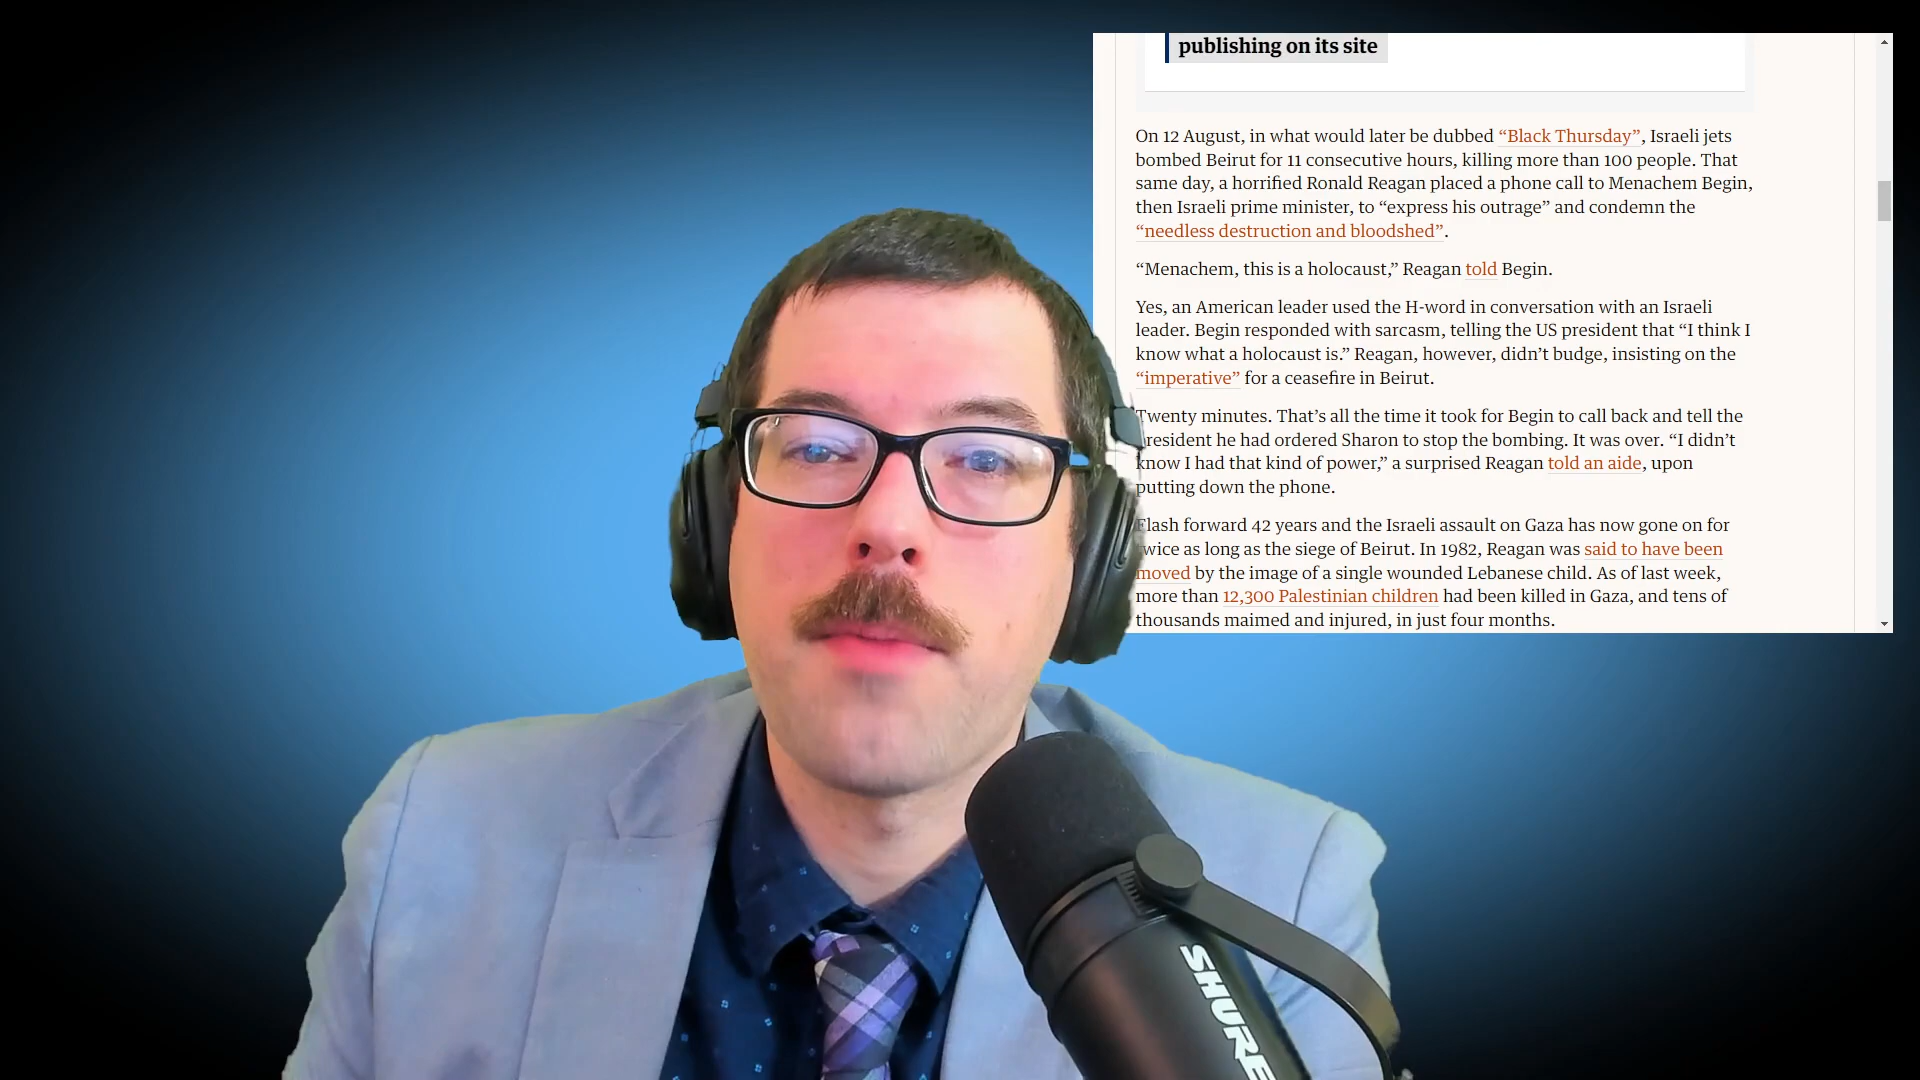 publishing on its site
On 12 August, in what would later be dubbed “Black Thursday”, Israeli jets
bombed Beirut for 11 consecutive hours, killing more than 100 people. That
same day, a horrified Ronald Reagan placed a phone call to Menachem Begin,
then Israeli prime minister, to “express his outrage” and condemn the
“needless destruction and bloodshed”.
“Menachem, this is a holocaust,” Reagan told Begin.
Yes, an American leader used the H-word in conversation with an Israeli
leader. Begin responded with sarcasm, telling the US president that “I think I
know what a holocaust is.” Reagan, however, didn’t budge, insisting on the
“imperative” for a ceasefire in Beirut.
Twenty minutes. That’s all the time it took for Begin to call back and tell the
president he had ordered Sharon to stop the bombing. It was over. “I didn’t
know I had that kind of power,” a surprised Reagan told an aide, upon
putting down the phone.
Flash forward 42 years and the Israeli assault on Gaza has now gone on for
twice as long as the siege of Beirut. In 1982, Reagan was said to have been
moved by the image of a single wounded Lebanese child. As of last week,
more than 12,300 Palestinian children had been killed in Gaza, and tens of
thousands maimed and injured, in just four months.
SHURE